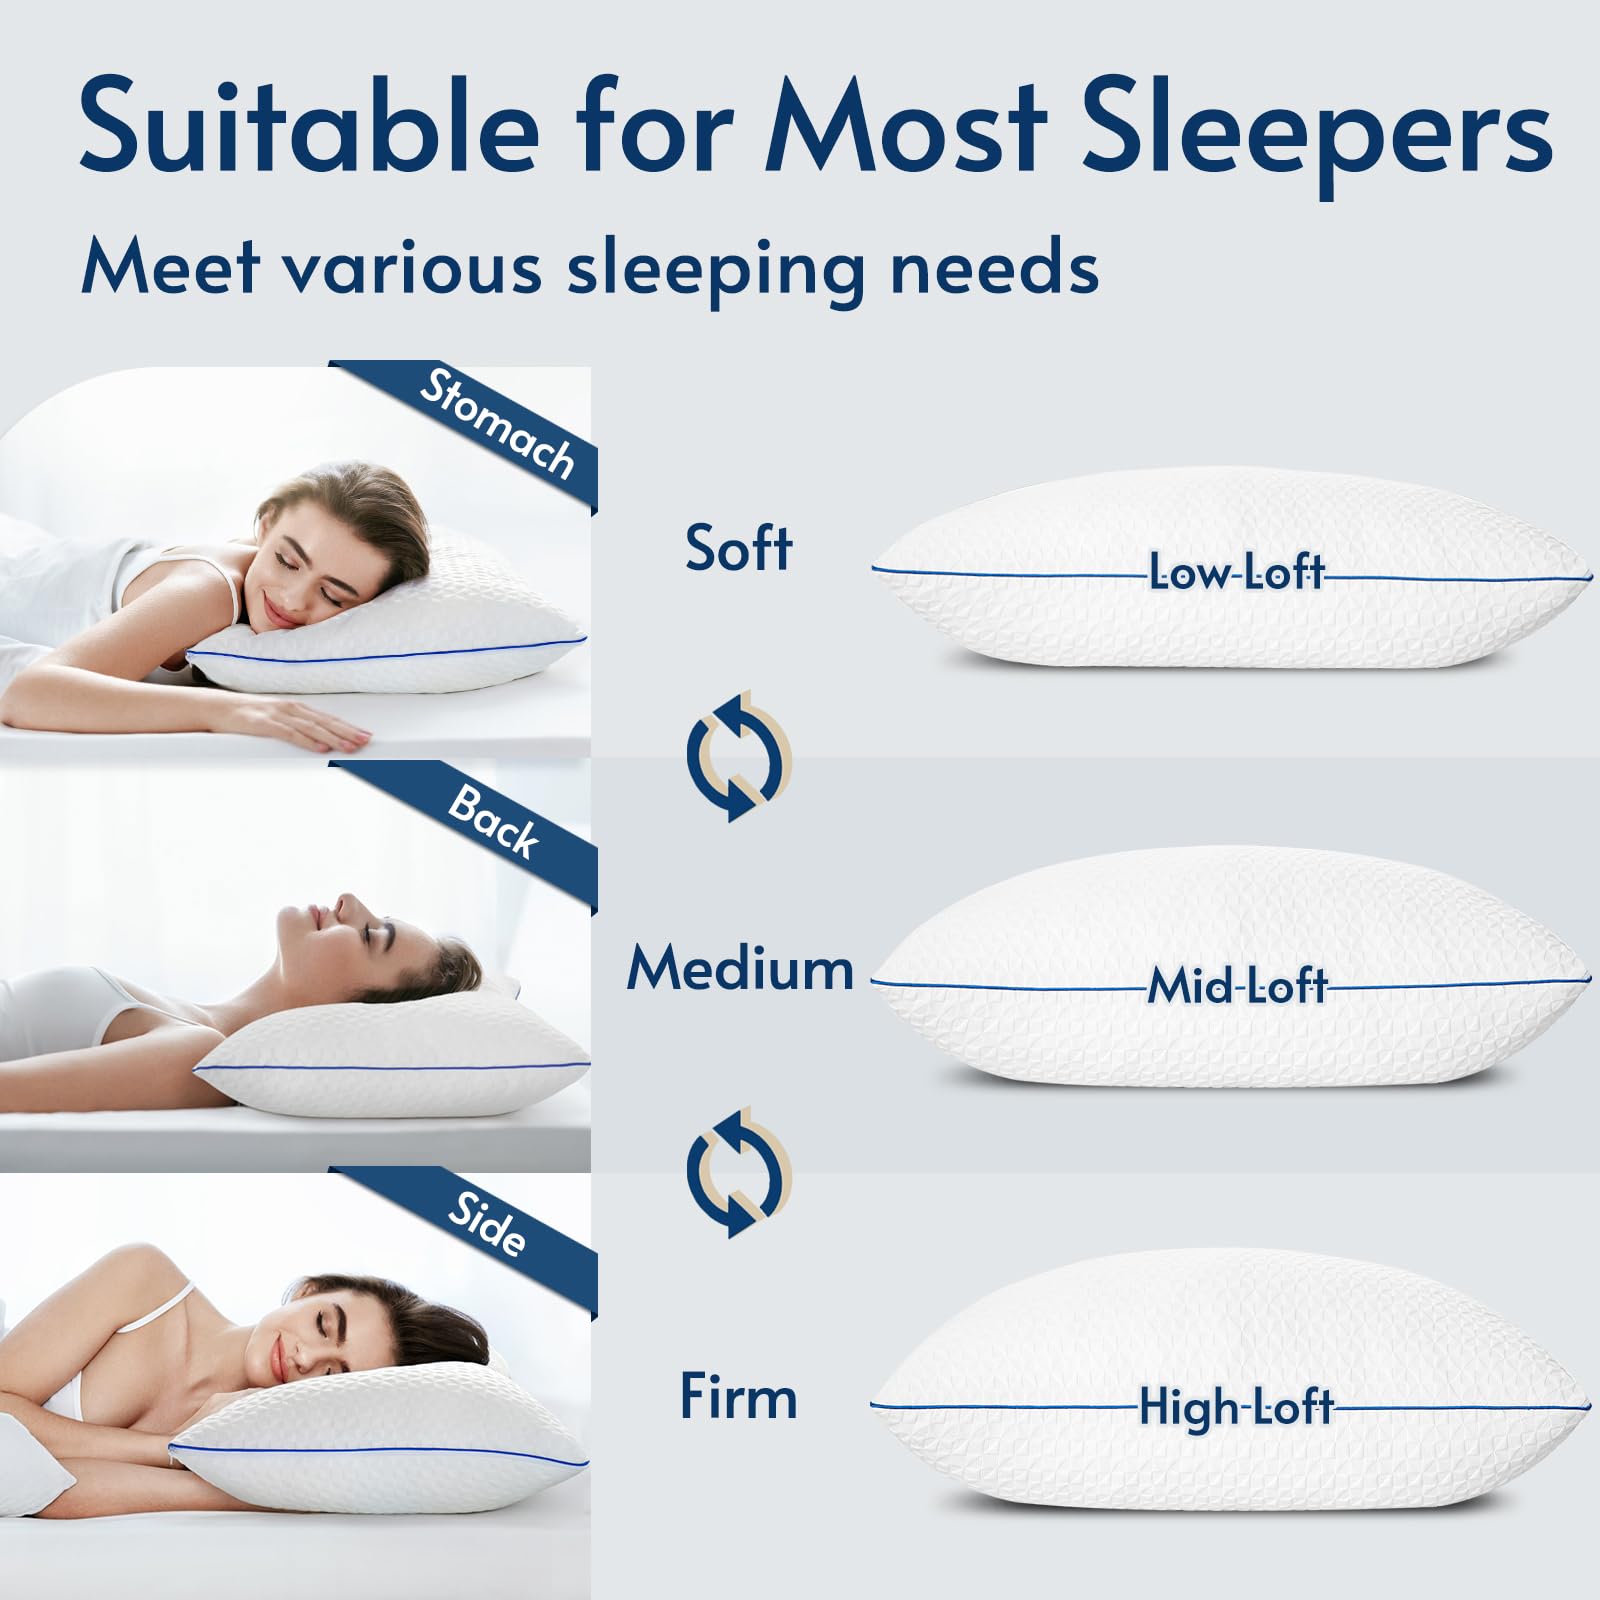 Suitable for Most Sleepers
Meet various sleeping needs
Stomach
Soft
Low-Loft
Back
Medium
Mid-Loft
Side
Firm
High-Loft